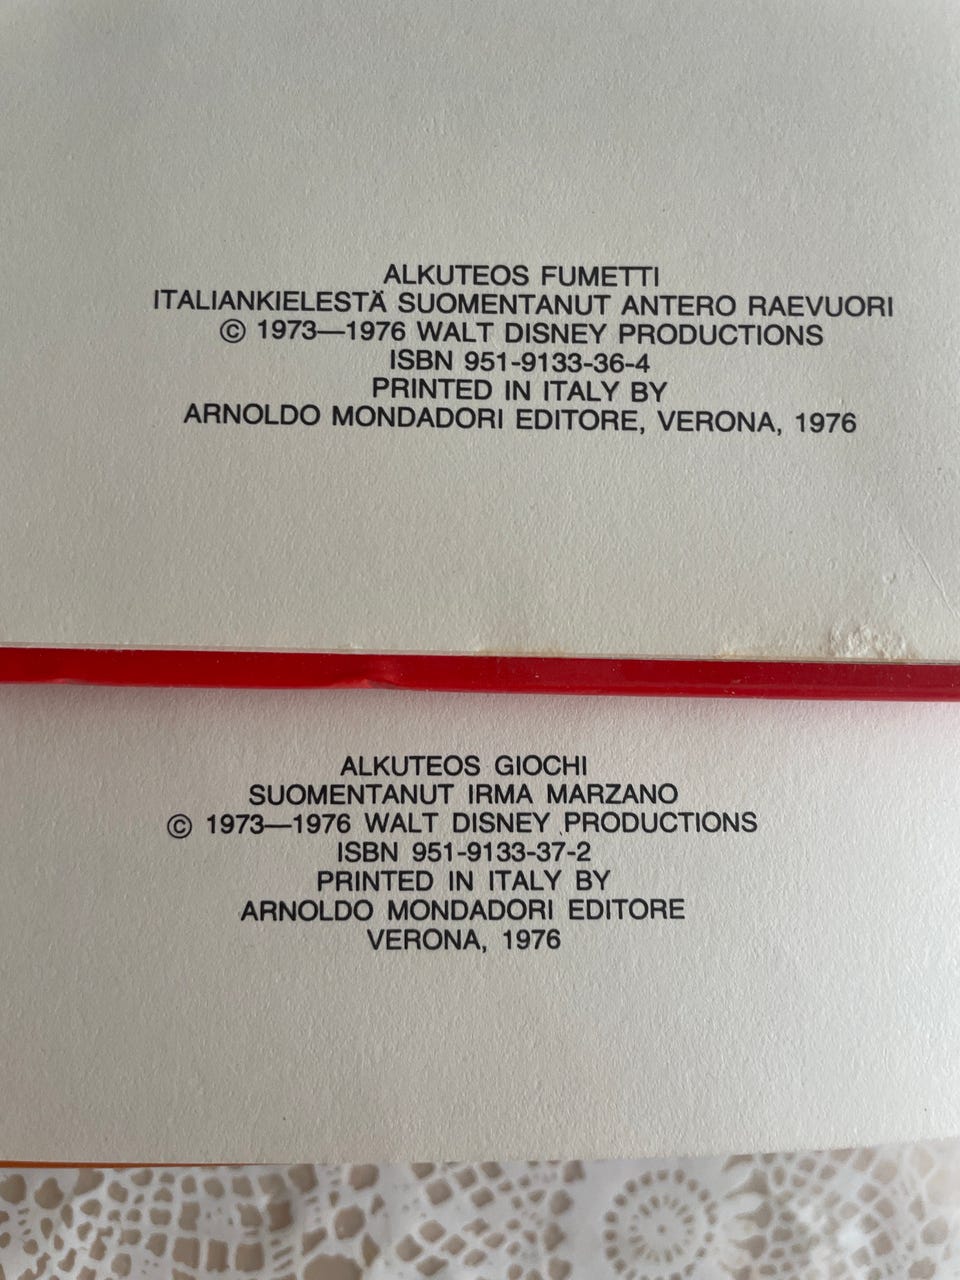 ALKUTEOS FUMETTI
ITALIANKIELESTÄ SUOMENTANUT ANTERO RAEVUORI
© 1973—1976 WALT DISNEY PRODUCTIONS
ISBN 951-9133-36-4
PRINTED IN ITALY BY
ARNOLDO MONDADORI EDITORE, VERONA, 1976
ALKUTEOS GIOCHI
SUOMENTANUT IRMA MARZANO
© 1973—1976 WALT DISNEY PRODUCTIONS
ISBN 951-9133-37-2
PRINTED IN ITALY BY
ARNOLDO MONDADORI EDITORE
VERONA, 1976